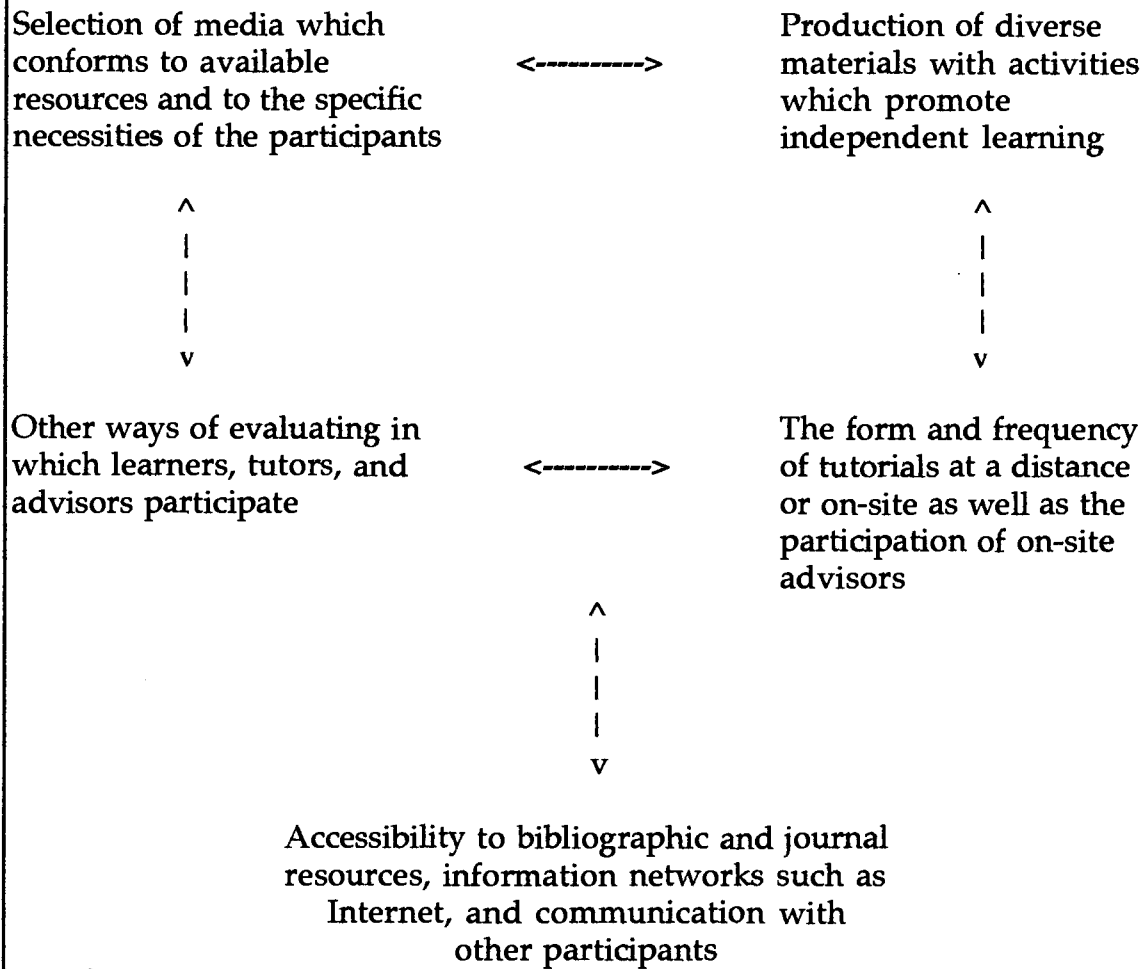 Selection of media which
conforms to available
resources and to the specific
necessities of the participants
<---------->
Production of diverse
materials with activities
which promote
independent learning
^
|
|
|
v
^
|
|
|
v
Other ways of evaluating in
which learners, tutors, and
advisors participate
<---------->
The form and frequency
of tutorials at a distance
or on-site as well as the
participation of on-site
advisors
^
|
|
|
v
Accessibility to bibliographic and journal
resources, information networks such as
Internet, and communication with
other participants